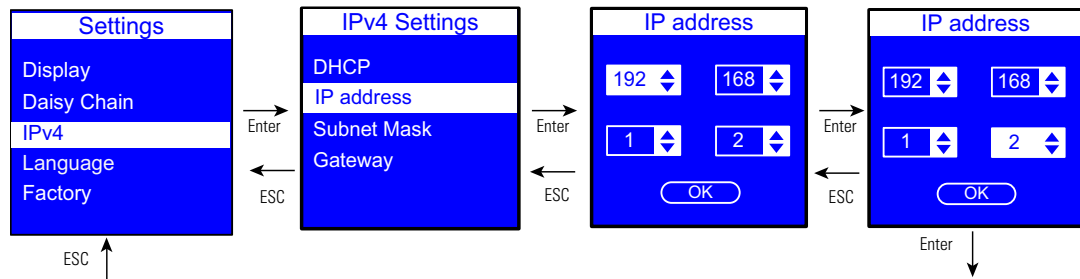 Settings
Display
Daisy Chain
IPv4
Language
Factory
Enter
ESC
IPv4 Settings
DHCP
IP address
Subnet Mask
Gateway
Enter
ESC
IP address
192 168
1 2
OK
Enter
ESC
IP address
192 168
1 2
OK
ESC
Enter